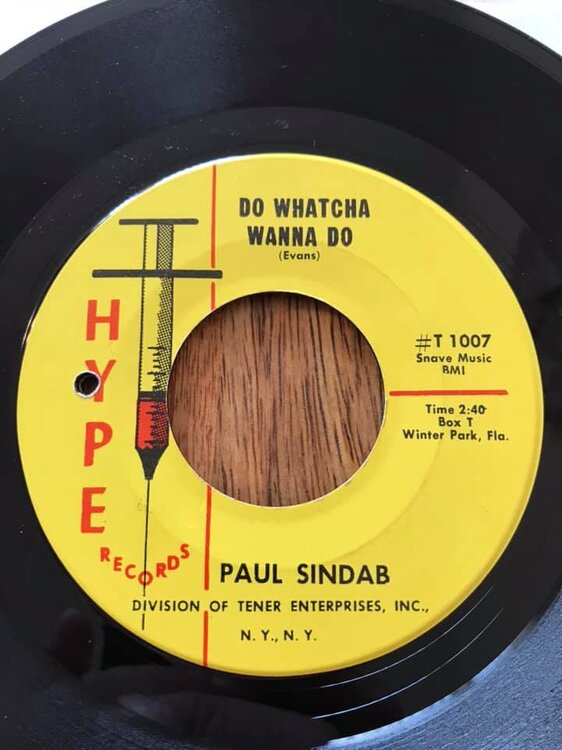 DO WHATCHA
WANNA DO
(Evans)
HYPE
RECORDS
#T 1007
Snave Music
BMI
Time 2:40
Box T
Winter Park, Fla.
PAUL SINDAB
DIVISION OF TENER ENTERPRISES, INC.,
N. Y., N. Y.